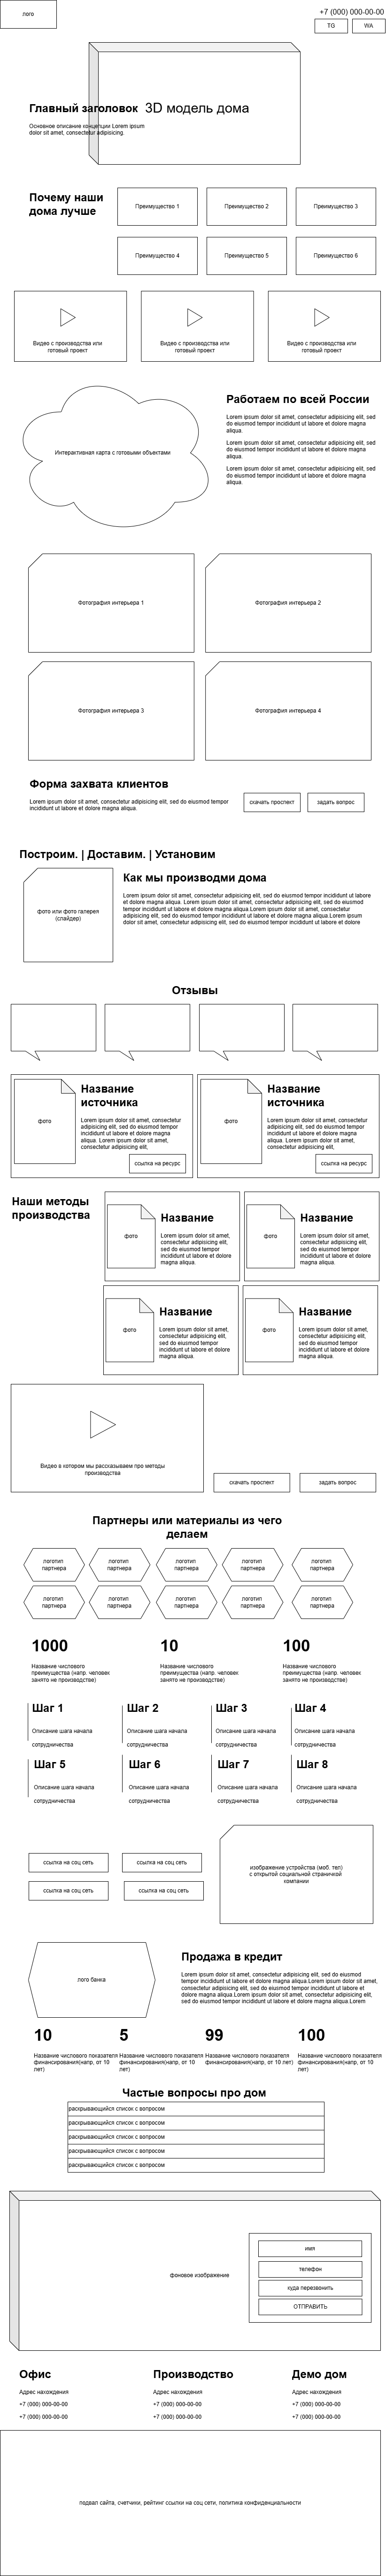 лого
+7 (000) 000-00-00
TG
WA
Главный заголовок
3D модель дома
Основное описание концепции Lorem ipsum
dolor sit amet, consectetur adipisicing.
Почему наши
дома лучше
Преимущество 1
Преимущество 2
Преимущество 3
Преимущество 4
Преимущество 5
Преимущество 6
Видео с производства или
готовый проект
Видео с производства или
готовый проект
Видео с производства или
готовый проект
Интерактивная карта с готовыми объектами
Работаем по всей России
Lorem ipsum dolor sit amet, consectetur adipisicing elit, sed
do eiusmod tempor incididunt ut labore et dolore magna
aliqua.
Lorem ipsum dolor sit amet, consectetur adipisicing elit, sed
do eiusmod tempor incididunt ut labore et dolore magna
aliqua.
Lorem ipsum dolor sit amet, consectetur adipisicing elit, sed
do eiusmod tempor incididunt ut labore et dolore magna
aliqua.
Фотография интерьера 1
Фотография интерьера 2
Фотография интерьера 3
Фотография интерьера 4
Форма захвата клиентов
Lorem ipsum dolor sit amet, consectetur adipisicing elit, sed do eiusmod tempor
incididunt ut labore et dolore magna aliqua.
скачать проспект
задать вопрос
Построим. | Доставим. | Установим
фото или фото галерея
(слайдер)
Как мы производми дома
Lorem ipsum dolor sit amet, consectetur adipisicing elit, sed do eiusmod tempor incididunt ut labore
et dolore magna aliqua. Lorem ipsum dolor sit amet, consectetur adipisicing elit, sed do eiusmod
tempor incididunt ut labore et dolore magna aliqua.Lorem ipsum dolor sit amet, consectetur
adipisicing elit, sed do eiusmod tempor incididunt ut labore et dolore magna aliqua.Lorem ipsum
dolor sit amet, consectetur adipisicing elit, sed do eiusmod tempor incididunt ut labore et dolore
Отзывы
фото
Название
источника
Lorem ipsum dolor sit amet, consectetur
adipisicing elit, sed do eiusmod tempor
incididunt ut labore et dolore magna
aliqua. Lorem ipsum dolor sit amet,
consectetur adipisicing elit,
ссылка на ресурс
фото
Название
источника
Lorem ipsum dolor sit amet, consectetur
adipisicing elit, sed do eiusmod tempor
incididunt ut labore et dolore magna
aliqua. Lorem ipsum dolor sit amet,
consectetur adipisicing elit,
ссылка на ресурс
Наши методы
производства
фото
Название
Lorem ipsum dolor sit amet,
consectetur adipisicing elit,
sed do eiusmod tempor
incididunt ut labore et dolore
magna aliqua.
фото
Название
Lorem ipsum dolor sit amet,
consectetur adipisicing elit,
sed do eiusmod tempor
incididunt ut labore et dolore
magna aliqua.
фото
Название
Lorem ipsum dolor sit amet,
consectetur adipisicing elit,
sed do eiusmod tempor
incididunt ut labore et dolore
magna aliqua.
фото
Название
Lorem ipsum dolor sit amet,
consectetur adipisicing elit,
sed do eiusmod tempor
incididunt ut labore et dolore
magna aliqua.
Видео в котором мы рассказываем про методы
производства
скачать проспект
задать вопрос
Партнеры или материалы из чего
делаем
логотип
партнера
логотип
партнера
логотип
партнера
логотип
партнера
логотип
партнера
логотип
партнера
логотип
партнера
логотип
партнера
логотип
партнера
логотип
партнера
1000
Название числового
преимущества (напр. человек
занято не производстве)
10
Название числового
преимущества (напр. человек
занято не производстве)
100
Название числового
преимущества (напр. человек
занято не производстве)
Шаг 1
Описание шага начала
сотрудничества
Шаг 2
Описание шага начала
сотрудничества
Шаг 3
Описание шага начала
сотрудничества
Шаг 4
Описание шага начала
сотрудничества
Шаг 5
Описание шага начала
сотрудничества
Шаг 6
Описание шага начала
сотрудничества
Шаг 7
Описание шага начала
сотрудничества
Шаг 8
Описание шага начала
сотрудничества
ссылка на соц сеть
ссылка на соц сеть
ссылка на соц сеть
ссылка на соц сеть
изображение устройства (моб. тел)
с открытой социальной страничкой
компании
лого банка
Продажа в кредит
Lorem ipsum dolor sit amet, consectetur adipisicing elit, sed do eiusmod
tempor incididunt ut labore et dolore magna aliqua.Lorem ipsum dolor sit amet,
consectetur adipisicing elit, sed do eiusmod tempor incididunt ut labore et
dolore magna aliqua.Lorem ipsum dolor sit amet, consectetur adipisicing elit,
sed do eiusmod tempor incididunt ut labore et dolore magna aliqua.Lorem
10
Название числового показателя
финансирования(напр, от 10
лет)
5
Название числового показателя
финансирования(напр, от 10
лет)
99
Название числового показателя
финансирования(напр, от 10 лет)
100
Название числового показателя
финансирования(напр, от 10
лет)
Частые вопросы про дом
раскрывающийся список с вопросом
раскрывающийся список с вопросом
раскрывающийся список с вопросом
раскрывающийся список с вопросом
раскрывающийся список с вопросом
фоновое изображение
имя
телефон
куда перезвонить
ОТПРАВИТЬ
Офис
Адрес нахождения
+7 (000) 000-00-00
+7 (000) 000-00-00
Производство
Адрес нахождения
+7 (000) 000-00-00
+7 (000) 000-00-00
Демо дом
Адрес нахождения
+7 (000) 000-00-00
+7 (000) 000-00-00
подвал сайта, счетчики, рейтинг ссылки на соц сети, политика конфиденциальности